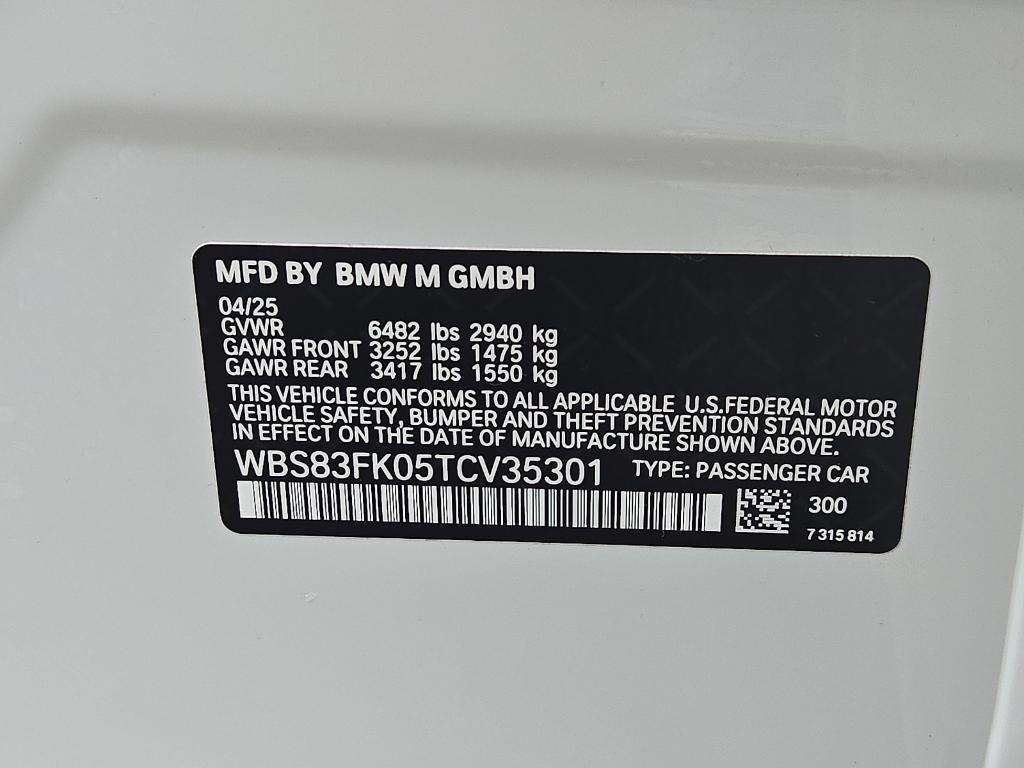 MFD BY BMW M GMBH
04/25
GVWR 6482 lbs 2940 kg
GAWR FRONT 3252 lbs 1475 kg
GAWR REAR 3417 lbs 1550 kg
THIS VEHICLE CONFORMS TO ALL APPLICABLE U.S.FEDERAL MOTOR
VEHICLE SAFETY, BUMPER AND THEFT PREVENTION STANDARDS
IN EFFECT ON THE DATE OF MANUFACTURE SHOWN ABOVE.
WBS83FK05TCV35301 TYPE: PASSENGER CAR
300
7 315 814